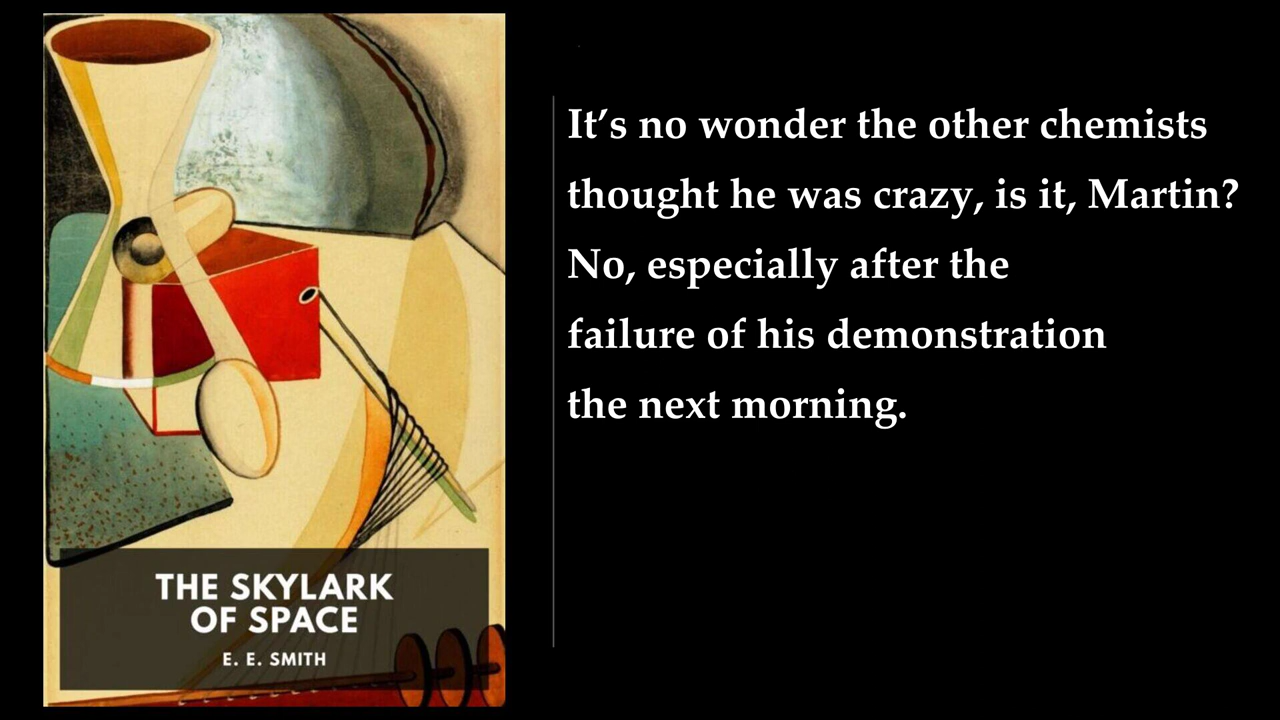 THE SKYLARK
OF SPACE
E. E. SMITH
It’s no wonder the other chemists
thought he was crazy, is it, Martin?
No, especially after the
failure of his demonstration
the next morning.